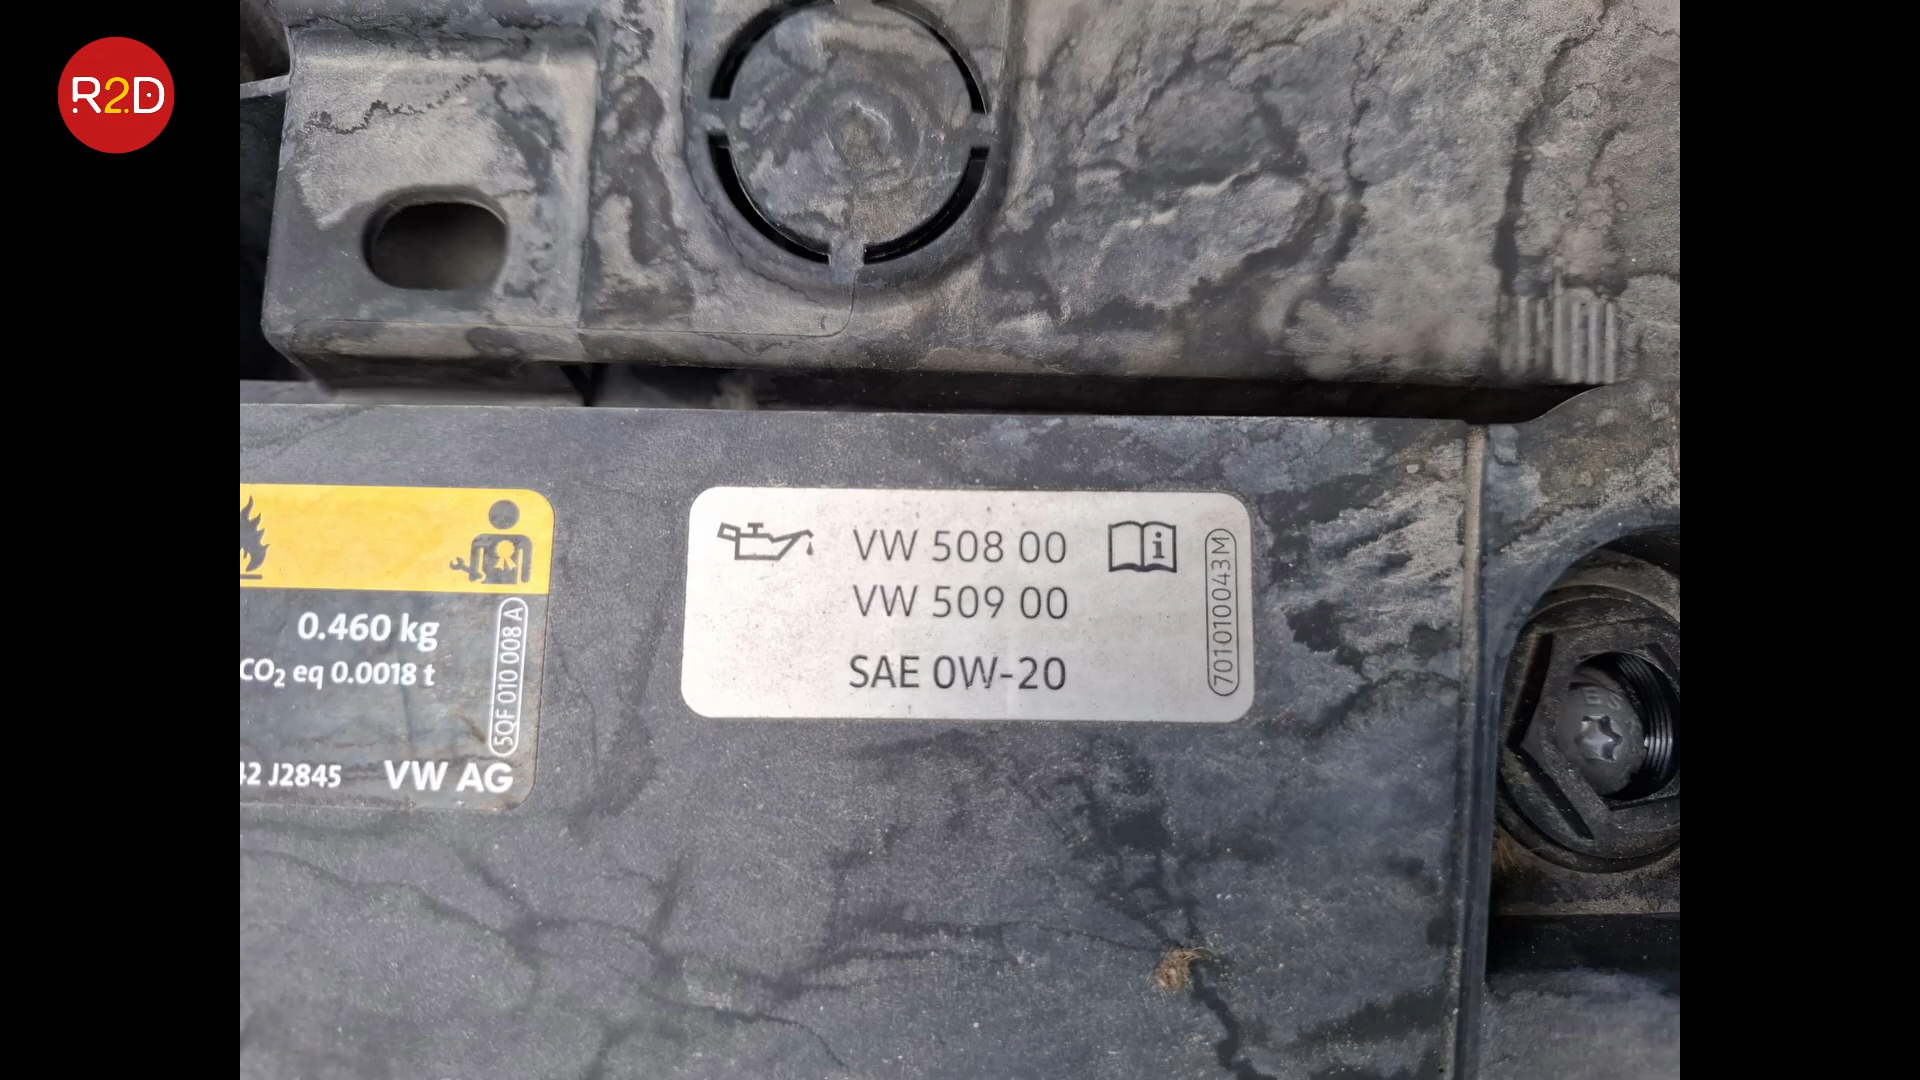 R2D
VW 508 00
VW 509 00
SAE 0W-20
701010043M
0.460 kg
CO₂ eq 0.0018 t
5QF 010 008 A
42 J2845 VW AG